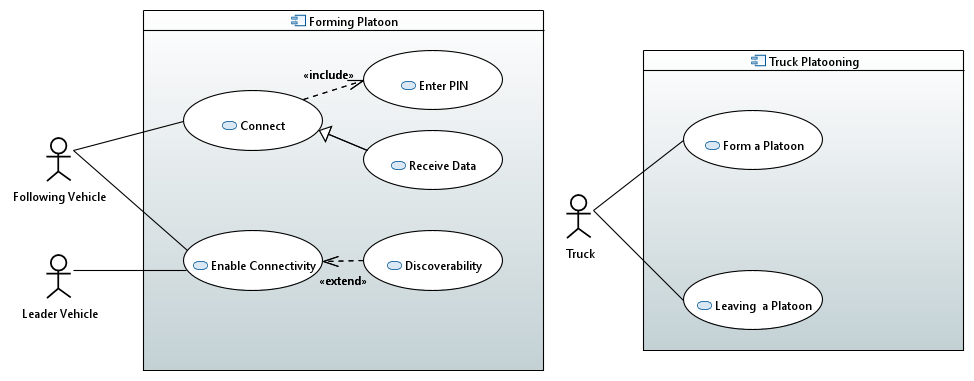 Forming Platoon
«include»
Enter PIN
Connect
Receive Data
Following Vehicle
Enable Connectivity
Discoverability
«extend»
Leader Vehicle
Truck Platooning
Form a Platoon
Truck
Leaving a Platoon